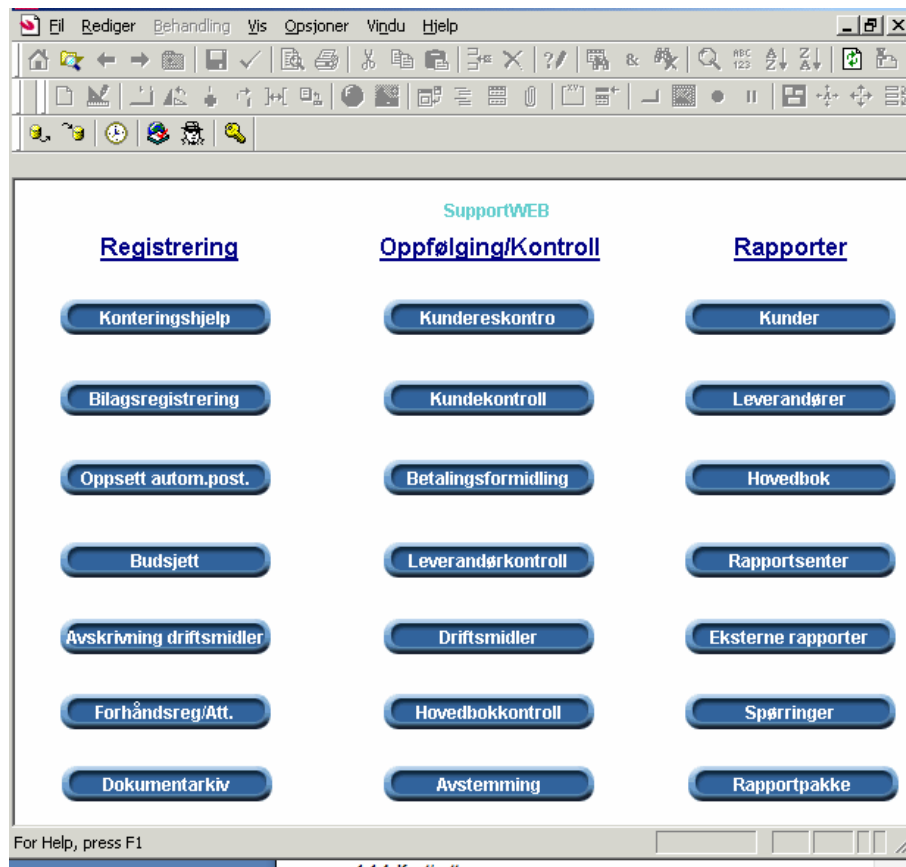 Fil Rediger Behandling Vis Opsjoner Vindu Hjelp
SupportWEB
Registrering Oppfølging/Kontroll Rapporter
Konteringshjelp Kundereskontro Kunder
Bilagsregistrering Kundekontroll Leverandører
Oppsett autom.post. Betalingsformidling Hovedbok
Budsjett Leverandørkontroll Rapportsenter
Avskrivning driftsmidler Driftsmidler Eksterne rapporter
Forhåndsreg/Att. Hovedbokkontroll Spørringer
Dokumentarkiv Avstemming Rapportpakke
For Help, press F1